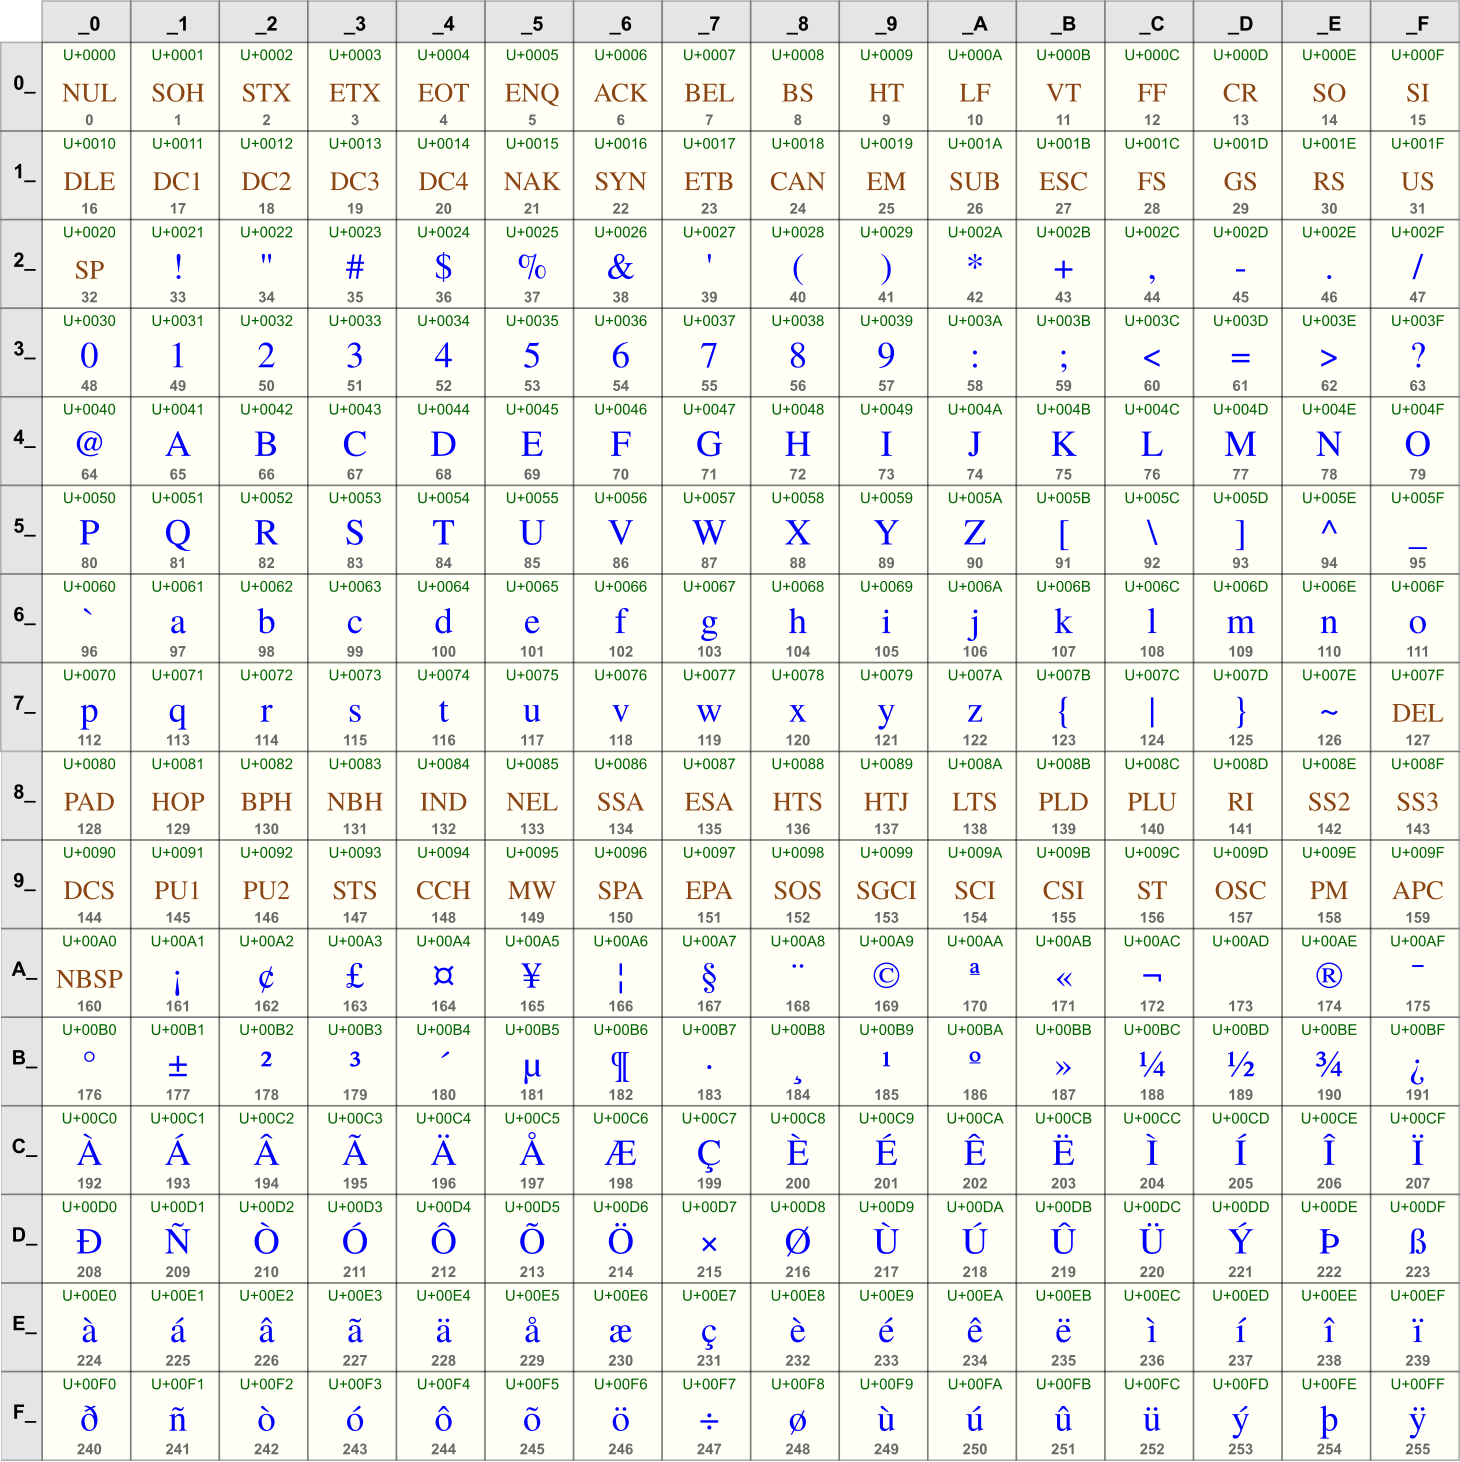 _0 _1 _2 _3 _4 _5 _6 _7 _8 _9 _A _B _C _D _E _F
U+0000 U+0001 U+0002 U+0003 U+0004 U+0005 U+0006 U+0007 U+0008 U+0009 U+000A U+000B U+000C U+000D U+000E U+000F
0_ NUL SOH STX ETX EOT ENQ ACK BEL BS HT LF VT FF CR SO SI
0 1 2 3 4 5 6 7 8 9 10 11 12 13 14 15
U+0010 U+0011 U+0012 U+0013 U+0014 U+0015 U+0016 U+0017 U+0018 U+0019 U+001A U+001B U+001C U+001D U+001E U+001F
1_ DLE DC1 DC2 DC3 DC4 NAK SYN ETB CAN EM SUB ESC FS GS RS US
16 17 18 19 20 21 22 23 24 25 26 27 28 29 30 31
U+0020 U+0021 U+0022 U+0023 U+0024 U+0025 U+0026 U+0027 U+0028 U+0029 U+002A U+002B U+002C U+002D U+002E U+002F
2_ SP ! " # $ % & ' ( ) * + , - . /
32 33 34 35 36 37 38 39 40 41 42 43 44 45 46 47
U+0030 U+0031 U+0032 U+0033 U+0034 U+0035 U+0036 U+0037 U+0038 U+0039 U+003A U+003B U+003C U+003D U+003E U+003F
3_ 0 1 2 3 4 5 6 7 8 9 : ; < = > ?
48 49 50 51 52 53 54 55 56 57 58 59 60 61 62 63
U+0040 U+0041 U+0042 U+0043 U+0044 U+0045 U+0046 U+0047 U+0048 U+0049 U+004A U+004B U+004C U+004D U+004E U+004F
4_ @ A B C D E F G H I J K L M N O
64 65 66 67 68 69 70 71 72 73 74 75 76 77 78 79
U+0050 U+0051 U+0052 U+0053 U+0054 U+0055 U+0056 U+0057 U+0058 U+0059 U+005A U+005B U+005C U+005D U+005E U+005F
5_ P Q R S T U V W X Y Z [ \ ] ^ _
80 81 82 83 84 85 86 87 88 89 90 91 92 93 94 95
U+0060 U+0061 U+0062 U+0063 U+0064 U+0065 U+0066 U+0067 U+0068 U+0069 U+006A U+006B U+006C U+006D U+006E U+006F
6_ ` a b c d e f g h i j k l m n o
96 97 98 99 100 101 102 103 104 105 106 107 108 109 110 111
U+0070 U+0071 U+0072 U+0073 U+0074 U+0075 U+0076 U+0077 U+0078 U+0079 U+007A U+007B U+007C U+007D U+007E U+007F
7_ p q r s t u v w x y z { | } ~ DEL
112 113 114 115 116 117 118 119 120 121 122 123 124 125 126 127
U+0080 U+0081 U+0082 U+0083 U+0084 U+0085 U+0086 U+0087 U+0088 U+0089 U+008A U+008B U+008C U+008D U+008E U+008F
8_ PAD HOP BPH NBH IND NEL SSA ESA HTS HTJ LTS PLD PLU RI SS2 SS3
128 129 130 131 132 133 134 135 136 137 138 139 140 141 142 143
U+0090 U+0091 U+0092 U+0093 U+0094 U+0095 U+0096 U+0097 U+0098 U+0099 U+009A U+009B U+009C U+009D U+009E U+009F
9_ DCS PU1 PU2 STS CCH MW SPA EPA SOS SGCI SCI CSI ST OSC PM APC
144 145 146 147 148 149 150 151 152 153 154 155 156 157 158 159
U+00A0 U+00A1 U+00A2 U+00A3 U+00A4 U+00A5 U+00A6 U+00A7 U+00A8 U+00A9 U+00AA U+00AB U+00AC U+00AD U+00AE U+00AF
A_ NBSP ¡ ¢ £ ¤ ¥ ¦ § ¨ © ª « ¬ ® ¯
160 161 162 163 164 165 166 167 168 169 170 171 172 173 174 175
U+00B0 U+00B1 U+00B2 U+00B3 U+00B4 U+00B5 U+00B6 U+00B7 U+00B8 U+00B9 U+00BA U+00BB U+00BC U+00BD U+00BE U+00BF
B_ ° ± ² ³ ´ µ ¶ · ¸ ¹ º » ¼ ½ ¾ ¿
176 177 178 179 180 181 182 183 184 185 186 187 188 189 190 191
U+00C0 U+00C1 U+00C2 U+00C3 U+00C4 U+00C5 U+00C6 U+00C7 U+00C8 U+00C9 U+00CA U+00CB U+00CC U+00CD U+00CE U+00CF
C_ À Á Â Ã Ä Å Æ Ç È É Ê Ë Ì Í Î Ï
192 193 194 195 196 197 198 199 200 201 202 203 204 205 206 207
U+00D0 U+00D1 U+00D2 U+00D3 U+00D4 U+00D5 U+00D6 U+00D7 U+00D8 U+00D9 U+00DA U+00DB U+00DC U+00DD U+00DE U+00DF
D_ Ð Ñ Ò Ó Ô Õ Ö × Ø Ù Ú Û Ü Ý Þ ß
208 209 210 211 212 213 214 215 216 217 218 219 220 221 222 223
U+00E0 U+00E1 U+00E2 U+00E3 U+00E4 U+00E5 U+00E6 U+00E7 U+00E8 U+00E9 U+00EA U+00EB U+00EC U+00ED U+00EE U+00EF
E_ à á â ã ä å æ ç è é ê ë ì í î ï
224 225 226 227 228 229 230 231 232 233 234 235 236 237 238 239
U+00F0 U+00F1 U+00F2 U+00F3 U+00F4 U+00F5 U+00F6 U+00F7 U+00F8 U+00F9 U+00FA U+00FB U+00FC U+00FD U+00FE U+00FF
F_ ð ñ ò ó ô õ ö ÷ ø ù ú û ü ý þ ÿ
240 241 242 243 244 245 246 247 248 249 250 251 252 253 254 255